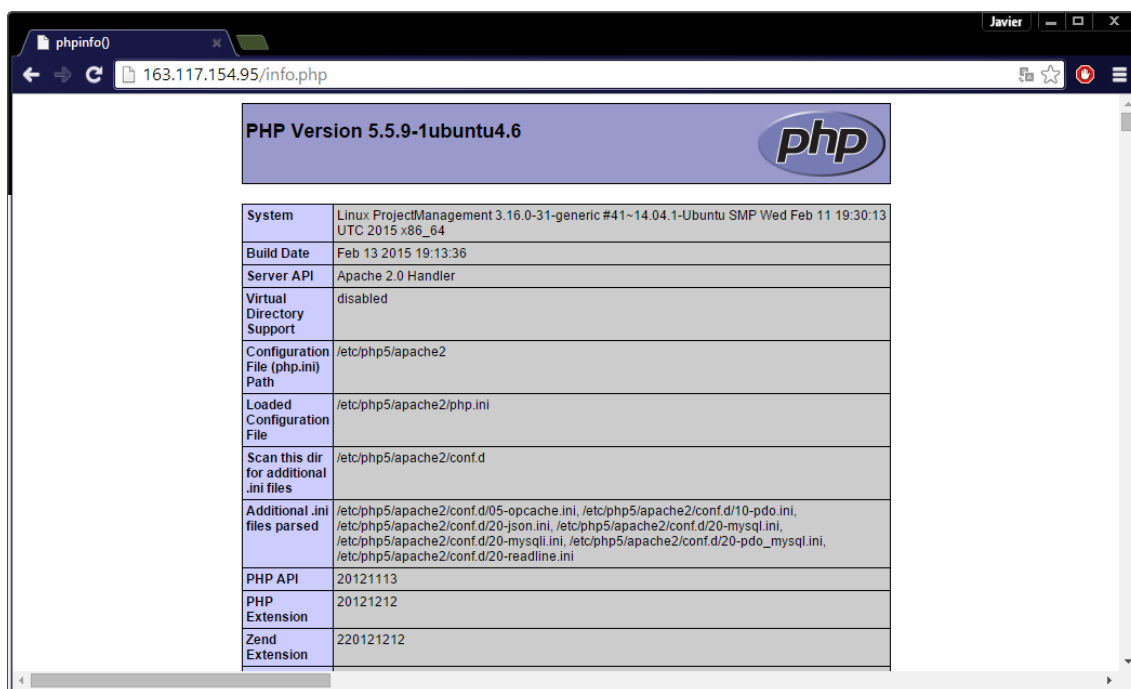 Javier
phpinfo()
163.117.154.95/info.php
PHP Version 5.5.9-1ubuntu4.6
php
System
Linux ProjectManagement 3.16.0-31-generic #41~14.04.1-Ubuntu SMP Wed Feb 11 19:30:13
UTC 2015 x86_64
Build Date
Feb 13 2015 19:13:36
Server API
Apache 2.0 Handler
Virtual
Directory
Support
disabled
Configuration
File (php.ini)
Path
/etc/php5/apache2
Loaded
Configuration
File
/etc/php5/apache2/php.ini
Scan this dir
for additional
.ini files
/etc/php5/apache2/conf.d
Additional .ini
files parsed
/etc/php5/apache2/conf.d/05-opcache.ini, /etc/php5/apache2/conf.d/10-pdo.ini,
/etc/php5/apache2/conf.d/20-json.ini, /etc/php5/apache2/conf.d/20-mysql.ini,
/etc/php5/apache2/conf.d/20-mysqli.ini, /etc/php5/apache2/conf.d/20-pdo_mysql.ini,
/etc/php5/apache2/conf.d/20-readline.ini
PHP API
20121113
PHP
Extension
20121212
Zend
Extension
220121212